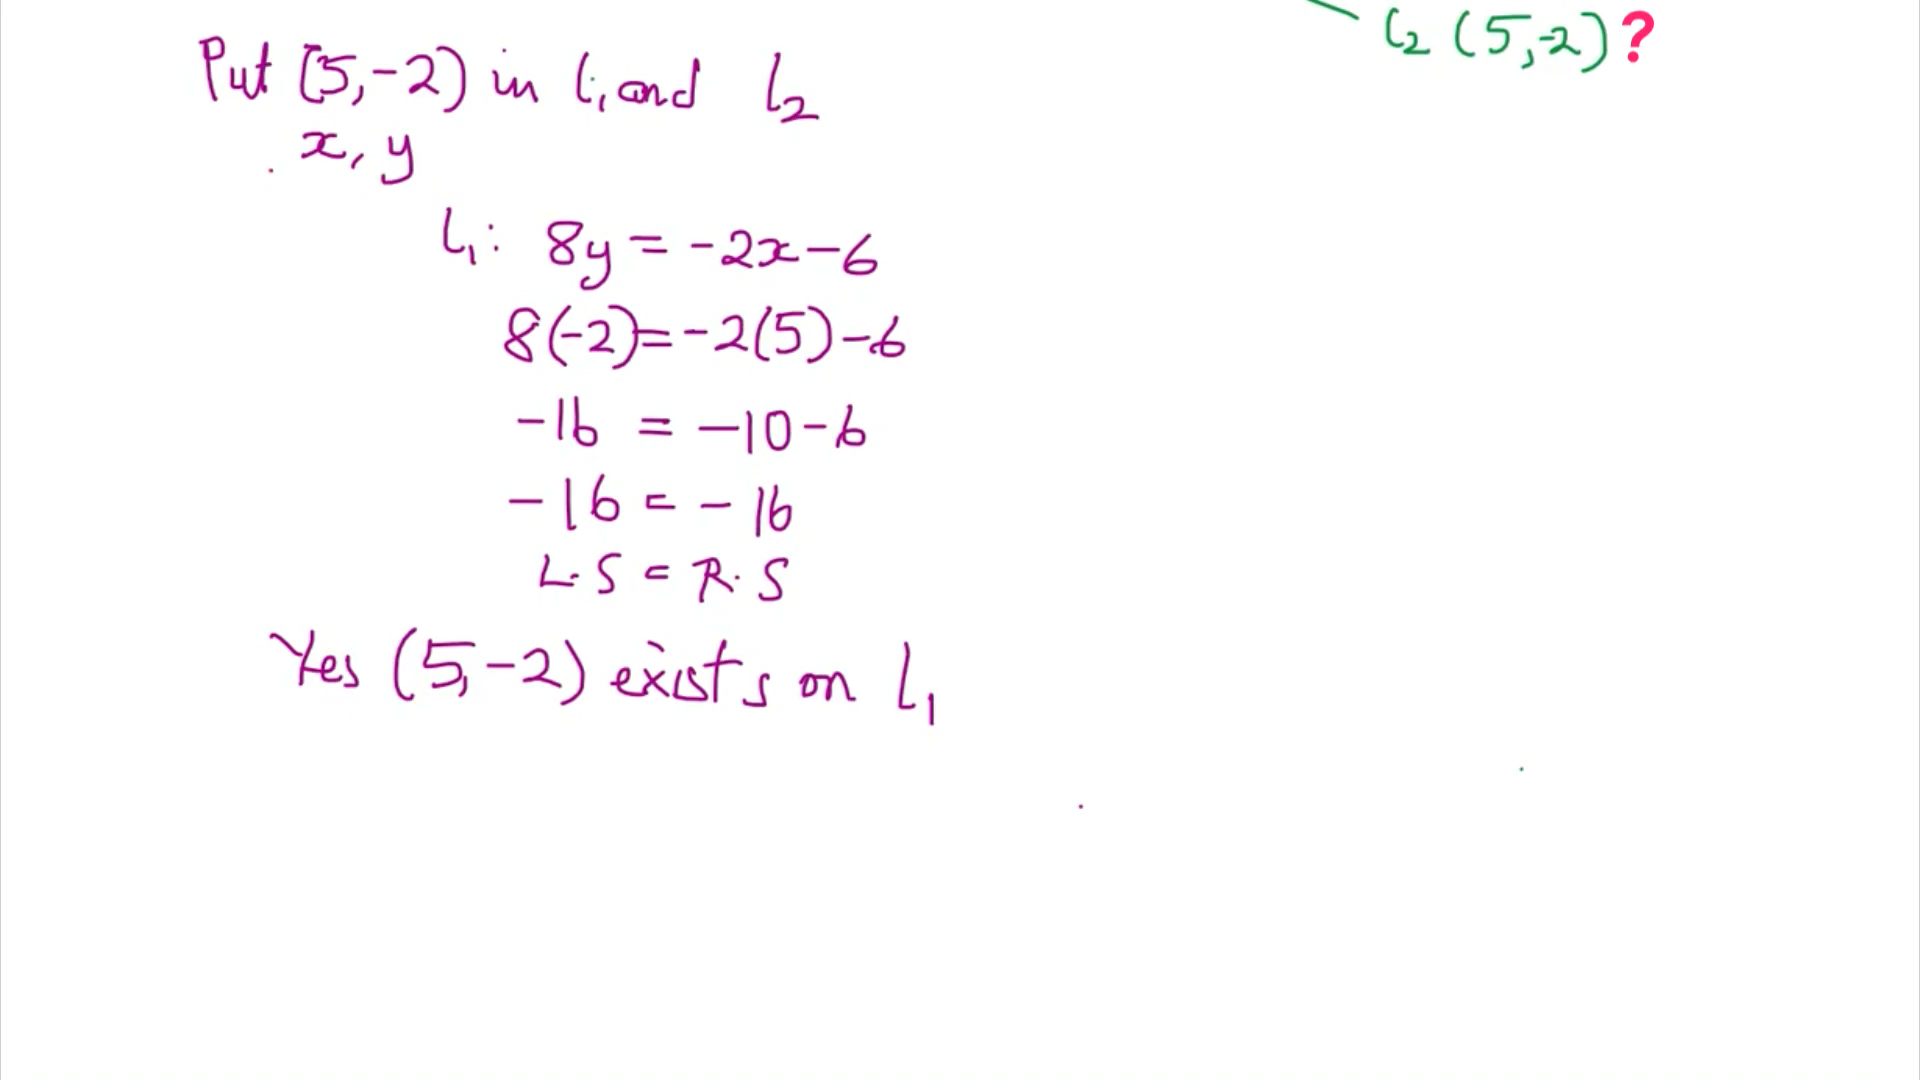 L2 (5,-2)?
Put (5,-2) in L1 and L2
x, y
L1: 8y = -2x-6
8(-2)=-2(5)-6
-16 = -10-6
-16 = -16
L.S = R.S
Yes (5,-2) exists on L1